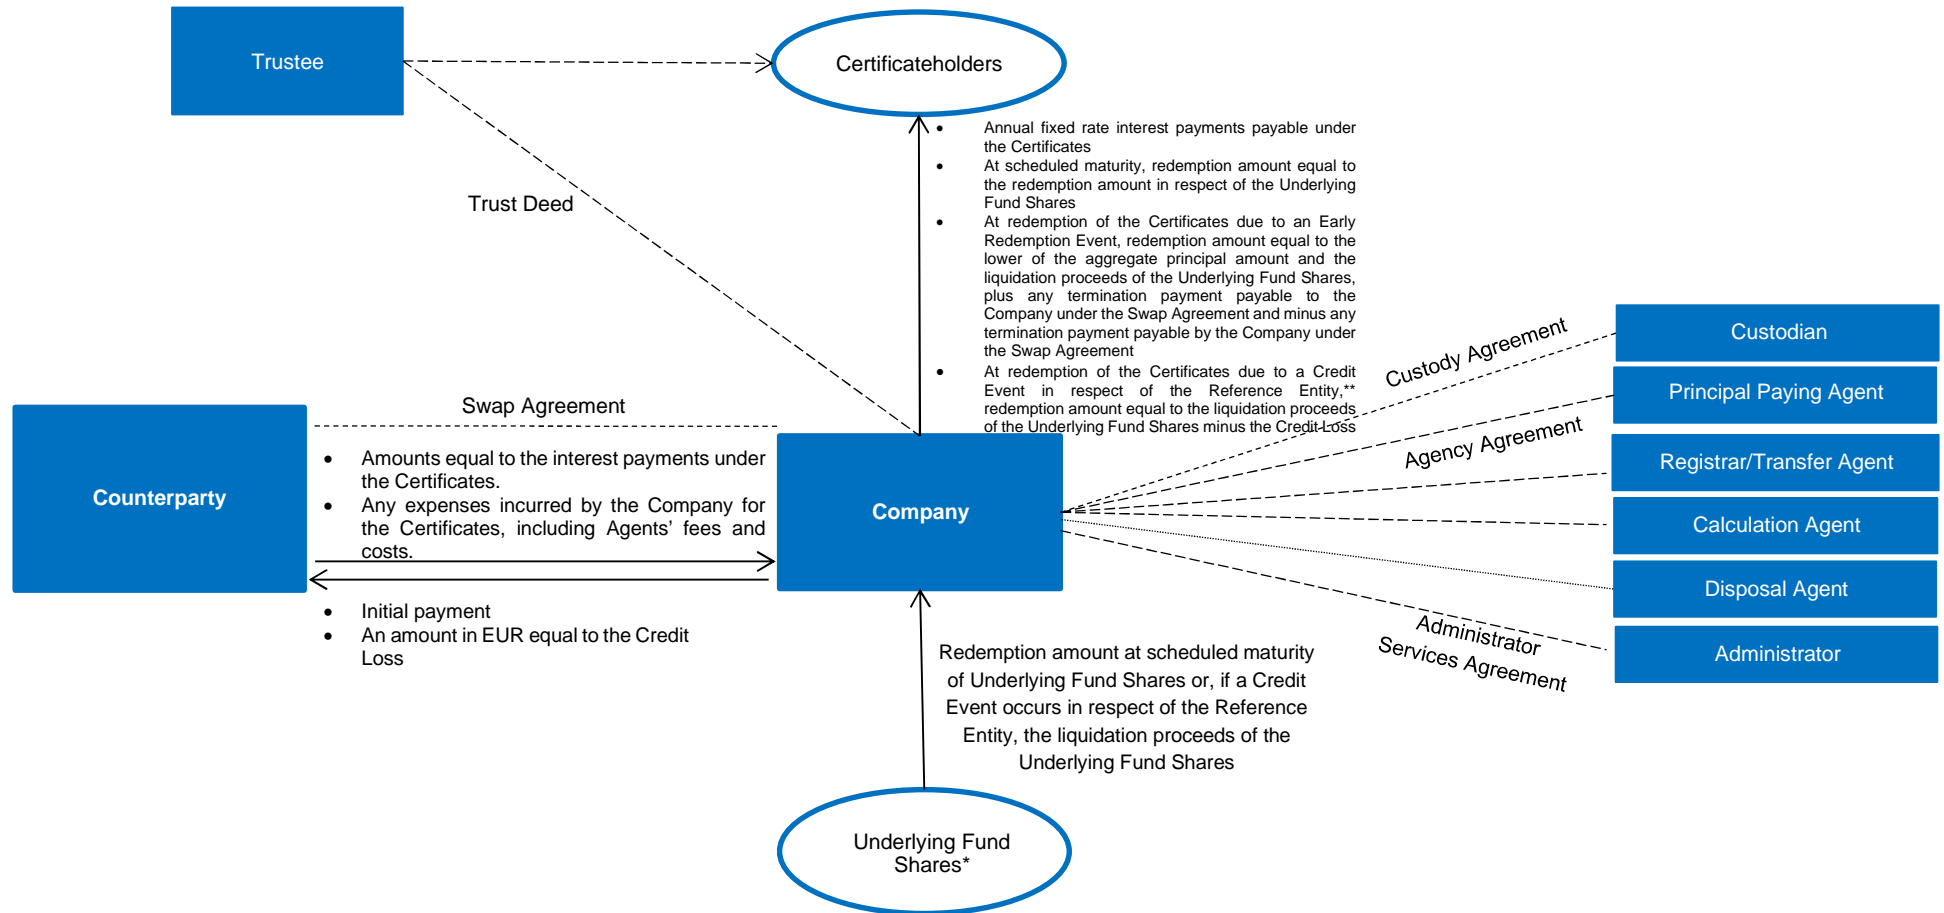 Trustee
Certificateholders
• Annual fixed rate interest payments payable under
the Certificates
• At scheduled maturity, redemption amount equal to
the redemption amount in respect of the Underlying
Fund Shares
• At redemption of the Certificates due to an Early
Redemption Event, redemption amount equal to the
lower of the aggregate principal amount and the
liquidation proceeds of the Underlying Fund Shares,
plus any termination payment payable to the
Company under the Swap Agreement and minus any
termination payment payable by the Company under
the Swap Agreement
• At redemption of the Certificates due to a Credit
Event in respect of the Reference Entity,**
redemption amount equal to the liquidation proceeds
of the Underlying Fund Shares minus the Credit Loss
Trust Deed
Swap Agreement
Counterparty
• Amounts equal to the interest payments under
the Certificates.
• Any expenses incurred by the Company for
the Certificates, including Agents’ fees and
costs.
• Initial payment
• An amount in EUR equal to the Credit
Loss
Company
Custody Agreement
Agency Agreement
Administrator
Services Agreement
Custodian
Principal Paying Agent
Registrar/Transfer Agent
Calculation Agent
Disposal Agent
Administrator
Redemption amount at scheduled maturity
of Underlying Fund Shares or, if a Credit
Event occurs in respect of the Reference
Entity, the liquidation proceeds of the
Underlying Fund Shares
Underlying Fund
Shares*